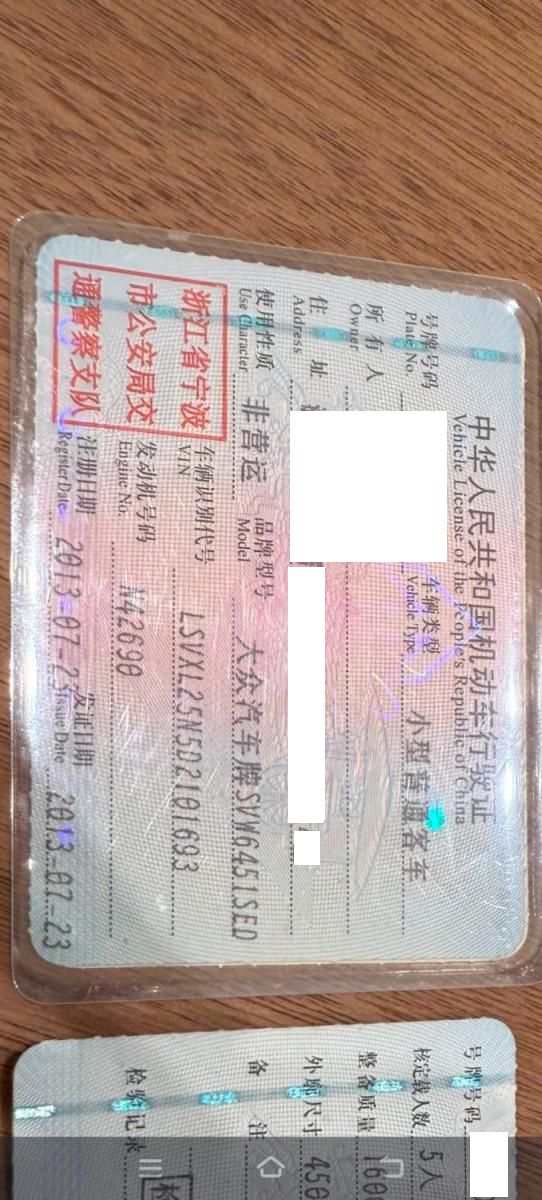 中华人民共和国机动车行驶证
Vehicle License of the People's Republic of China
号牌号码
Plate No.
车辆类型 小型普通客车
Vehicle Type
所有人
Owner
住址
Address
使用性质 非营运
Use Character
品牌型号 大众汽车牌SVW6451SED
Model
浙江省宁波
市公安局交
通警察支队
车辆识别代号 LSVXL25N5D2101693
VIN
发动机号码 N42690
Engine No.
注册日期 2013-07-23
Register Date
发证日期 2013-07-23
Issue Date
号牌号码
核定载人数 5人
整备质量 160
外廓尺寸 450
备注
检验记录